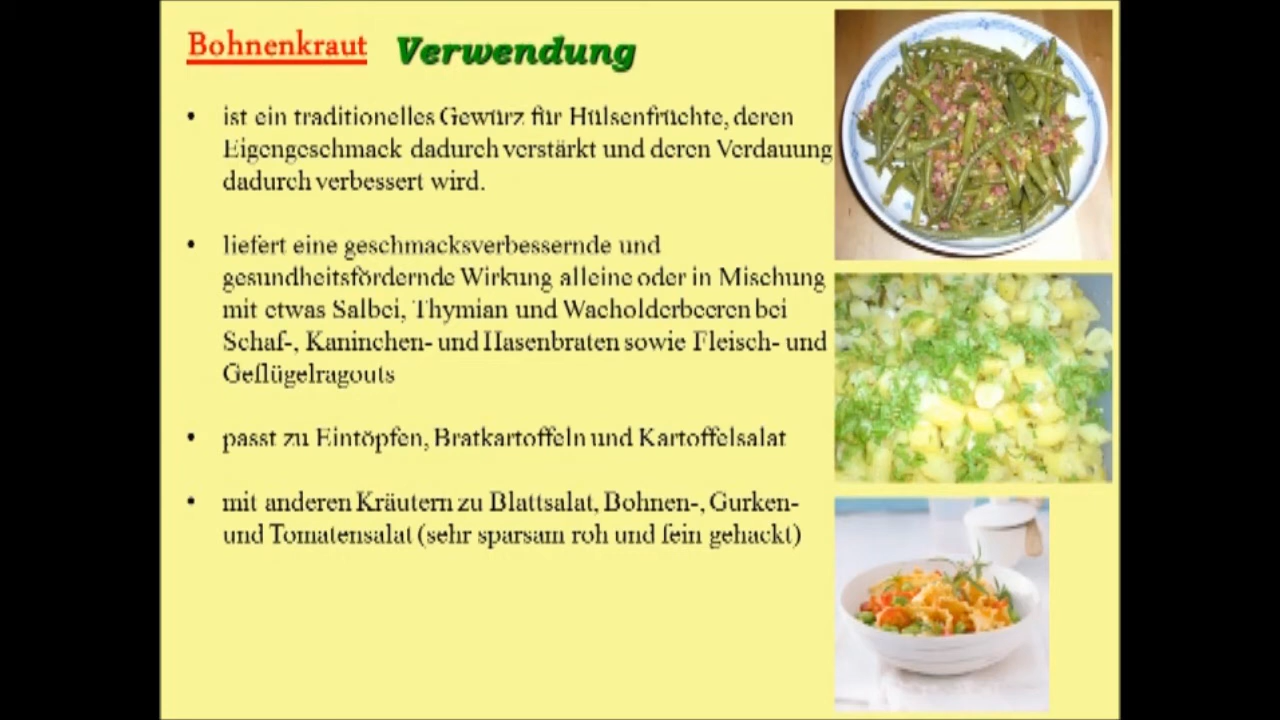 Bohnenkraut Verwendung
• ist ein traditionelles Gewürz für Hülsenfrüchte, deren
Eigengeschmack dadurch verstärkt und deren Verdauung
dadurch verbessert wird.
• liefert eine geschmacksverbessernde und
gesundheitsfördernde Wirkung alleine oder in Mischung
mit etwas Salbei, Thymian und Wacholderbeeren bei
Schaf-, Kaninchen- und Hasenbraten sowie Fleisch- und
Geflügelragouts
• passt zu Eintöpfen, Bratkartoffeln und Kartoffelsalat
• mit anderen Kräutern zu Blattsalat, Bohnen-, Gurken-
und Tomatensalat (sehr sparsam roh und fein gehackt)